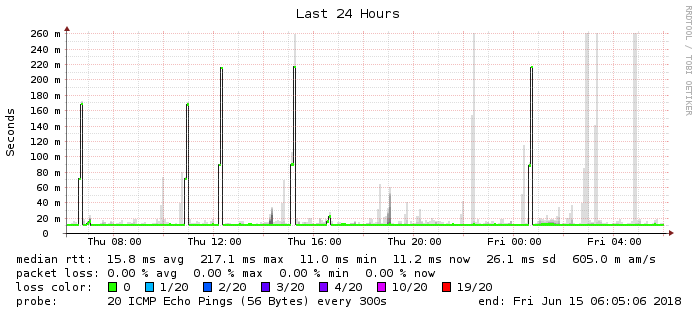 Last 24 Hours
RRDTOOL / TOBI OETIKER
Seconds
260 m
240 m
220 m
200 m
180 m
160 m
140 m
120 m
100 m
80 m
60 m
40 m
20 m
0
Thu 08:00 Thu 12:00 Thu 16:00 Thu 20:00 Fri 00:00 Fri 04:00
median rtt: 15.8 ms avg 217.1 ms max 11.0 ms min 11.2 ms now 26.1 ms sd 605.0 m am/s
packet loss: 0.00 % avg 0.00 % max 0.00 % min 0.00 % now
loss color: 0 1/20 2/20 3/20 4/20 10/20 19/20
probe: 20 ICMP Echo Pings (56 Bytes) every 300s end: Fri Jun 15 06:05:06 2018